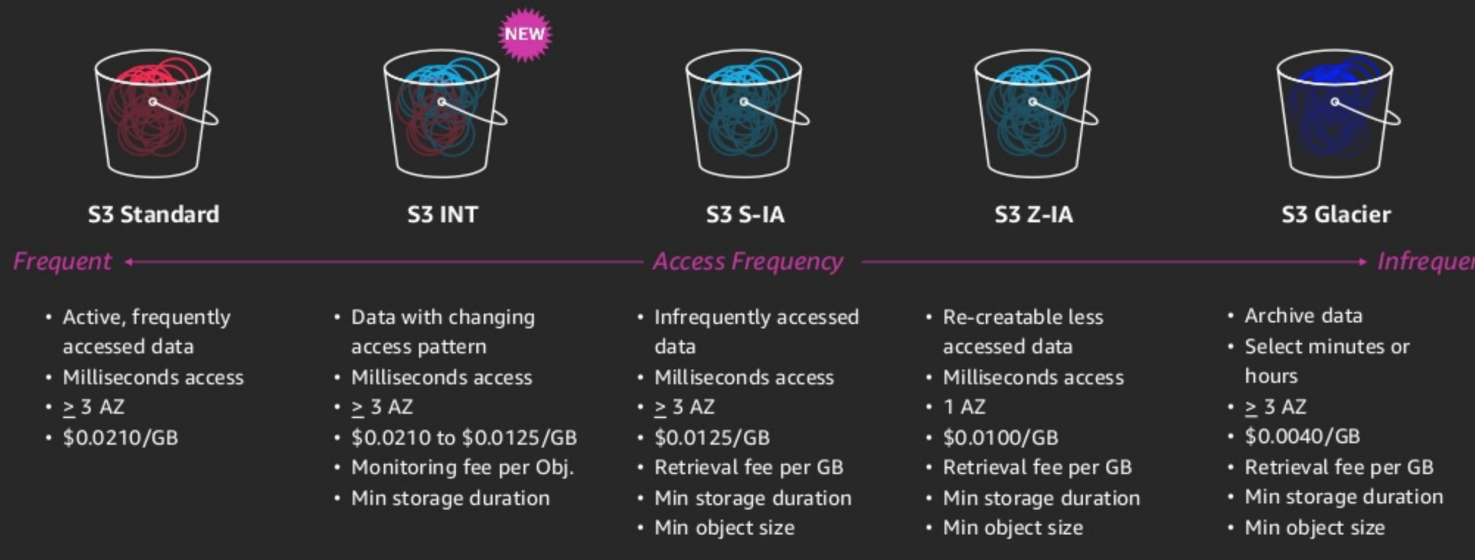 NEW
S3 Standard
S3 INT
S3 S-IA
S3 Z-IA
S3 Glacier
Frequent
Access Frequency
Infrequen
• Active, frequently
accessed data
• Milliseconds access
• ≥ 3 AZ
• $0.0210/GB
• Data with changing
access pattern
• Milliseconds access
• ≥ 3 AZ
• $0.0210 to $0.0125/GB
• Monitoring fee per Obj.
• Min storage duration
• Infrequently accessed
data
• Milliseconds access
• ≥ 3 AZ
• $0.0125/GB
• Retrieval fee per GB
• Min storage duration
• Min object size
• Re-creatable less
accessed data
• Milliseconds access
• 1 AZ
• $0.0100/GB
• Retrieval fee per GB
• Min storage duration
• Min object size
• Archive data
• Select minutes or
hours
• ≥ 3 AZ
• $0.0040/GB
• Retrieval fee per GB
• Min storage duration
• Min object size